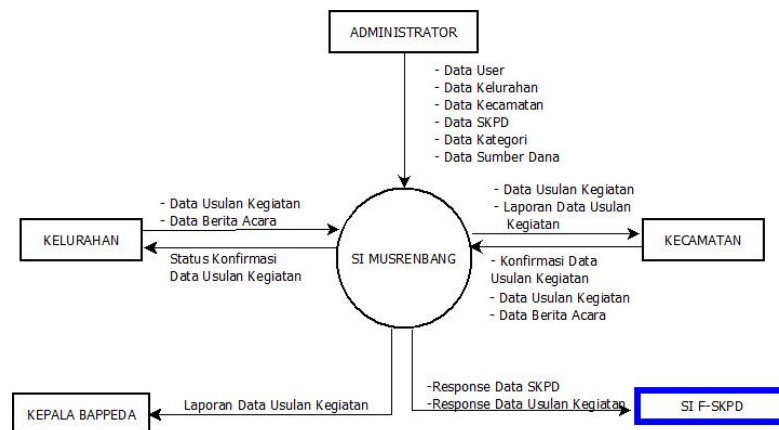 ADMINISTRATOR
- Data User
- Data Kelurahan
- Data Kecamatan
- Data SKPD
- Data Kategori
- Data Sumber Dana
- Data Usulan Kegiatan
- Data Berita Acara
KELURAHAN
Status Konfirmasi
Data Usulan Kegiatan
SI MUSRENBANG
- Data Usulan Kegiatan
- Laporan Data Usulan
Kegiatan
KECAMATAN
- Konfirmasi Data
Usulan Kegiatan
- Data Usulan Kegiatan
- Data Berita Acara
KEPALA BAPPEDA
Laporan Data Usulan Kegiatan
-Response Data SKPD
-Response Data Usulan Kegiatan
SI F-SKPD